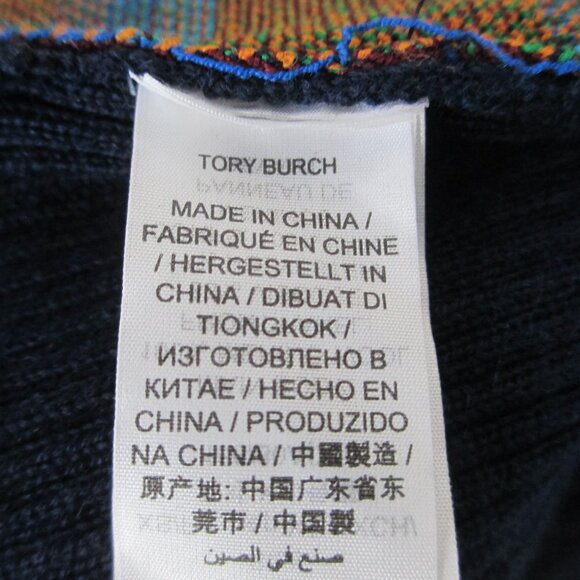 TORY BURCH
MADE IN CHINA /
FABRIQUÉ EN CHINE
/ HERGESTELLT IN
CHINA / DIBUAT DI
TIONGKOK /
ИЗГОТОВЛЕНО В
КИТАЕ / HECHO EN
CHINA / PRODUZIDO
NA CHINA / 中國製造 /
原产地: 中国广东省东
莞市 / 中国製
صنع في الصين